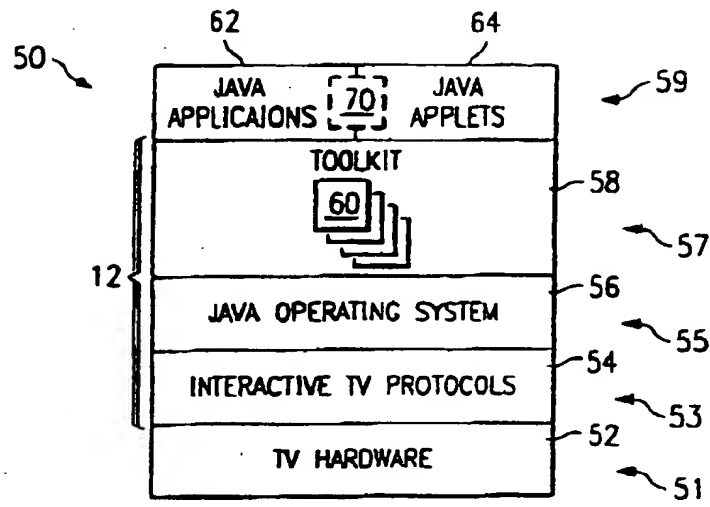 62 64
50
JAVA JAVA
APPLICAIONS 70 APPLETS
59
TOOLKIT
58
60
57
12
56
JAVA OPERATING SYSTEM
55
54
INTERACTIVE TV PROTOCOLS
53
52
TV HARDWARE
51